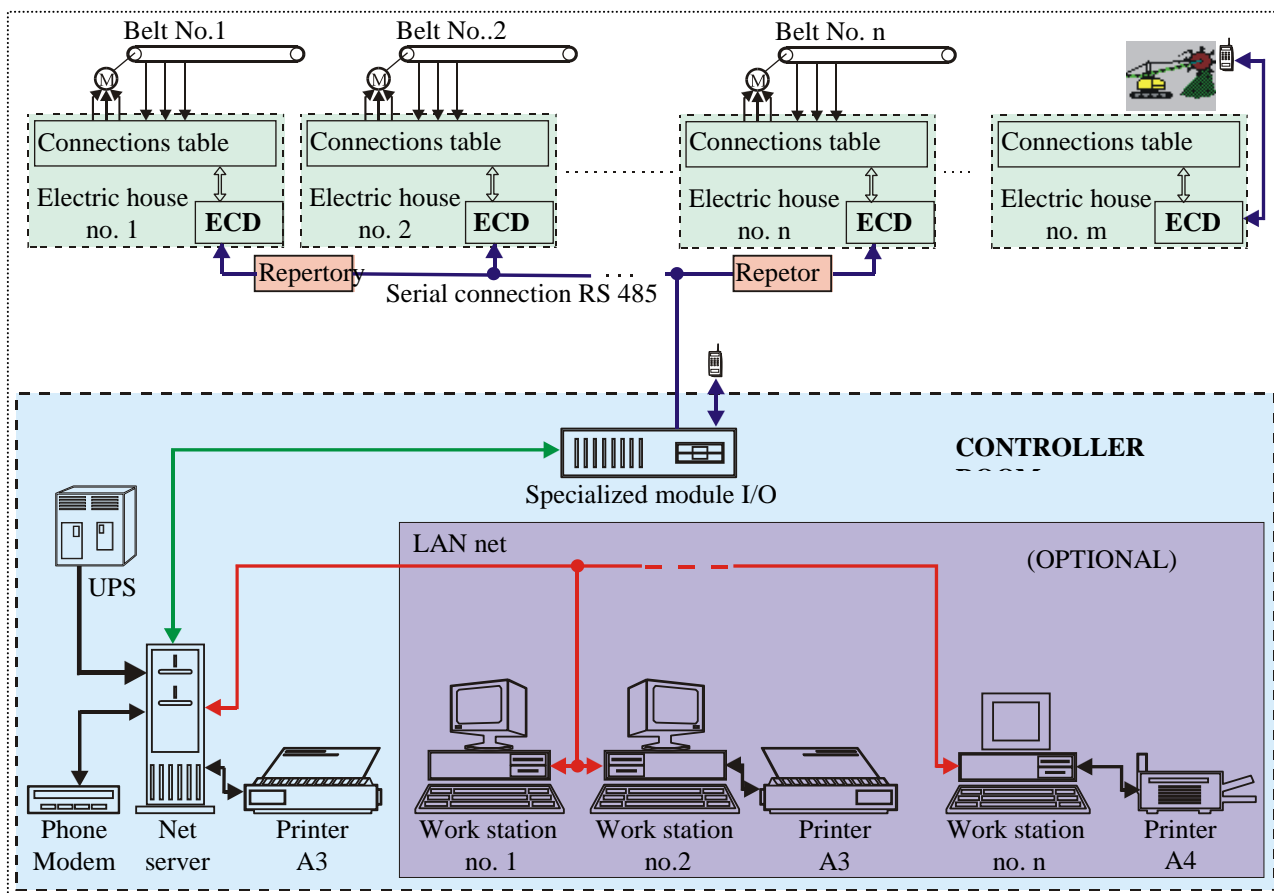 Belt No.1
Belt No..2
Belt No. n
M
M
M
Connections table
Connections table
Connections table
Connections table
Electric house
no. 1
ECD
Electric house
no. 2
ECD
Electric house
no. n
ECD
Electric house
no. m
ECD
Repertory
Repetor
Serial connection RS 485
CONTROLLER
Specialized module I/O
LAN net
(OPTIONAL)
UPS
Phone
Modem
Net
server
Printer
A3
Work station
no. 1
Work station
no.2
Printer
A3
Work station
no. n
Printer
A4